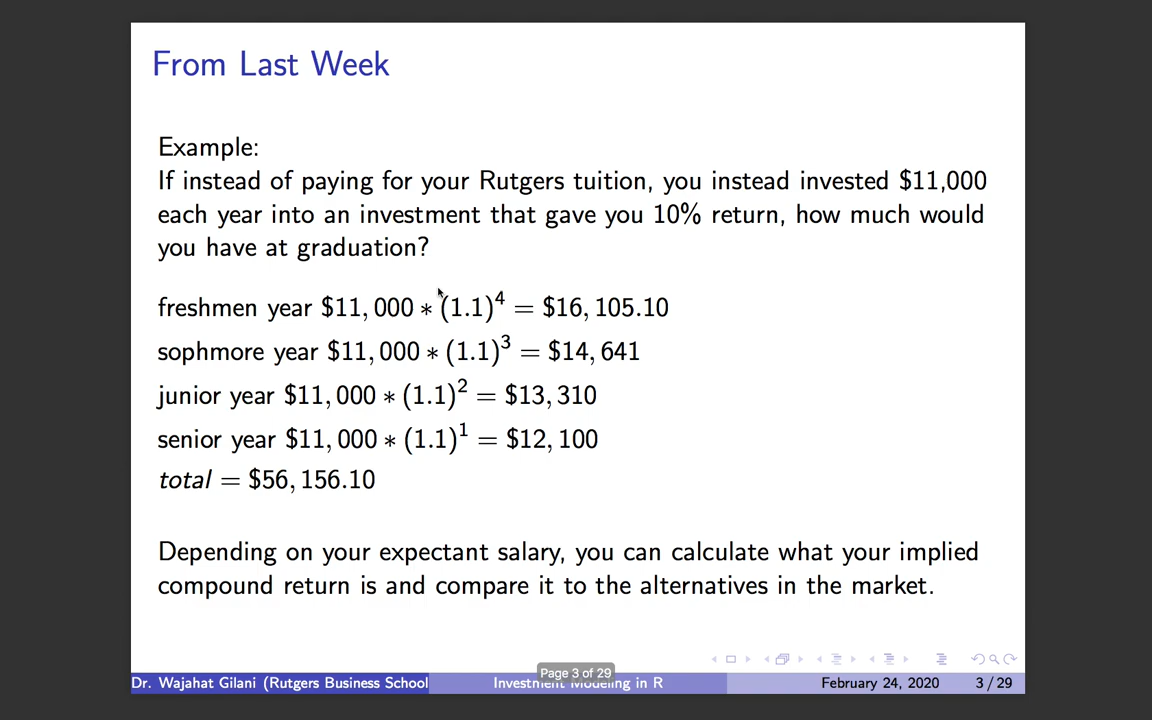 From Last Week
Example:
If instead of paying for your Rutgers tuition, you instead invested $11,000
each year into an investment that gave you 10% return, how much would
you have at graduation?
freshmen year $11, 000 ∗ (1.1)^4 = $16, 105.10
sophmore year $11, 000 ∗ (1.1)^3 = $14, 641
junior year $11, 000 ∗ (1.1)^2 = $13, 310
senior year $11, 000 ∗ (1.1)^1 = $12, 100
total = $56, 156.10
Depending on your expectant salary, you can calculate what your implied
compound return is and compare it to the alternatives in the market.
Page 3 of 29
Dr. Wajahat Gilani (Rutgers Business School Investment Modeling in R February 24, 2020 3 / 29